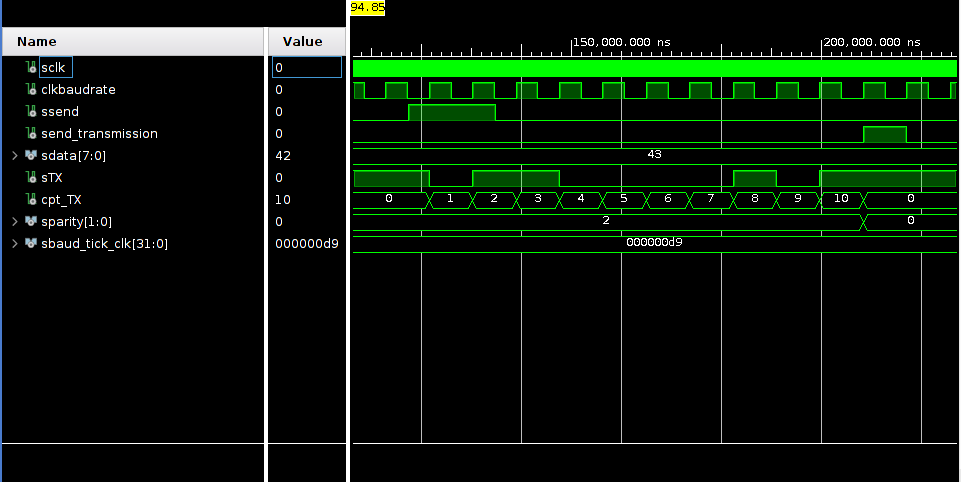 94.85
Name Value
150,000.000 ns 200,000.000 ns
sclk 0
clkbaudrate 0
ssend 0
send_transmission 0
sdata[7:0] 42 43
sTX 0
cpt_TX 10 0 1 2 3 4 5 6 7 8 9 10 0
sparity[1:0] 0 2 0
sbaud_tick_clk[31:0] 000000d9 000000d9